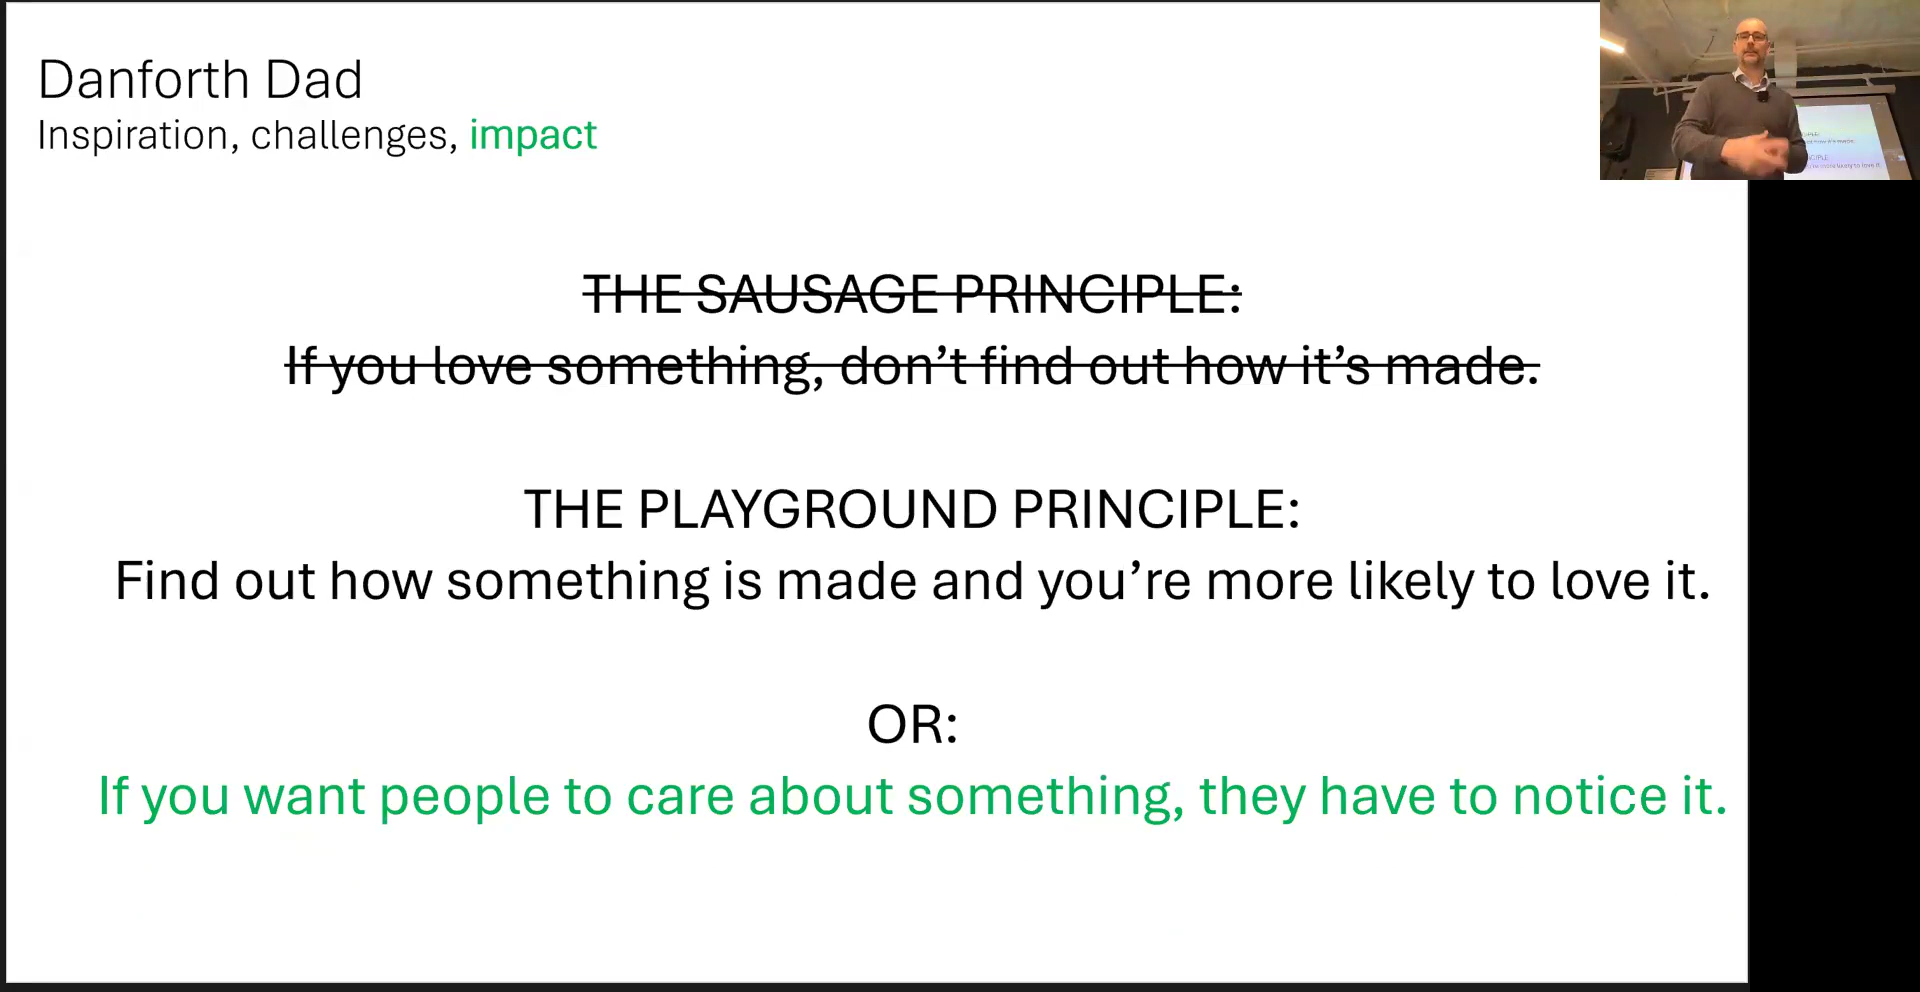 Danforth Dad
Inspiration, challenges, impact
THE SAUSAGE PRINCIPLE:
If you love something, don’t find out how it’s made.
THE PLAYGROUND PRINCIPLE:
Find out how something is made and you’re more likely to love it.
OR:
If you want people to care about something, they have to notice it.